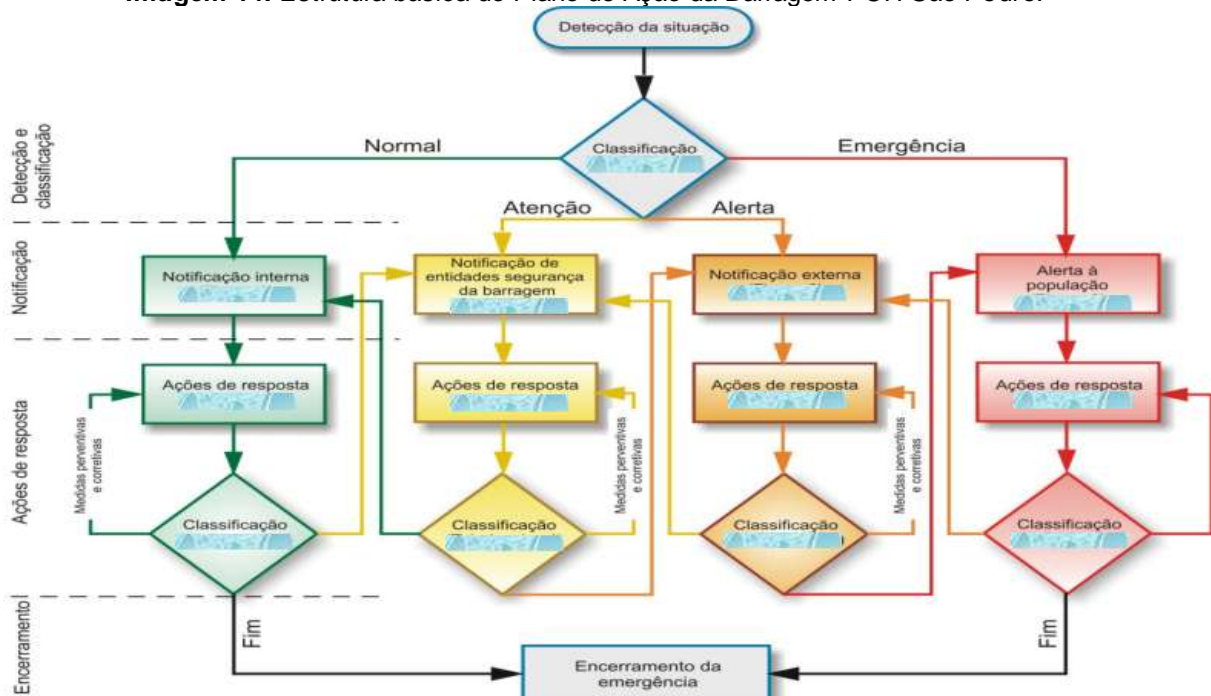 Detecção da situação
Classificação
Normal
Emergência
Atenção
Alerta
Detecção e
classificação
Notificação
Notificação interna
Notificação de
entidades segurança
da barragem
Notificação externa
Alerta à
população
Ações de resposta
Ações de resposta
Ações de resposta
Ações de resposta
Ações de resposta
Medidas perventivas
e corretivas
Medidas perventivas
e corretivas
Medidas perventivas
e corretivas
Classificação
Classificação
Classificação
Classificação
Encerramento
Fim
Fim
Encerramento da
emergência